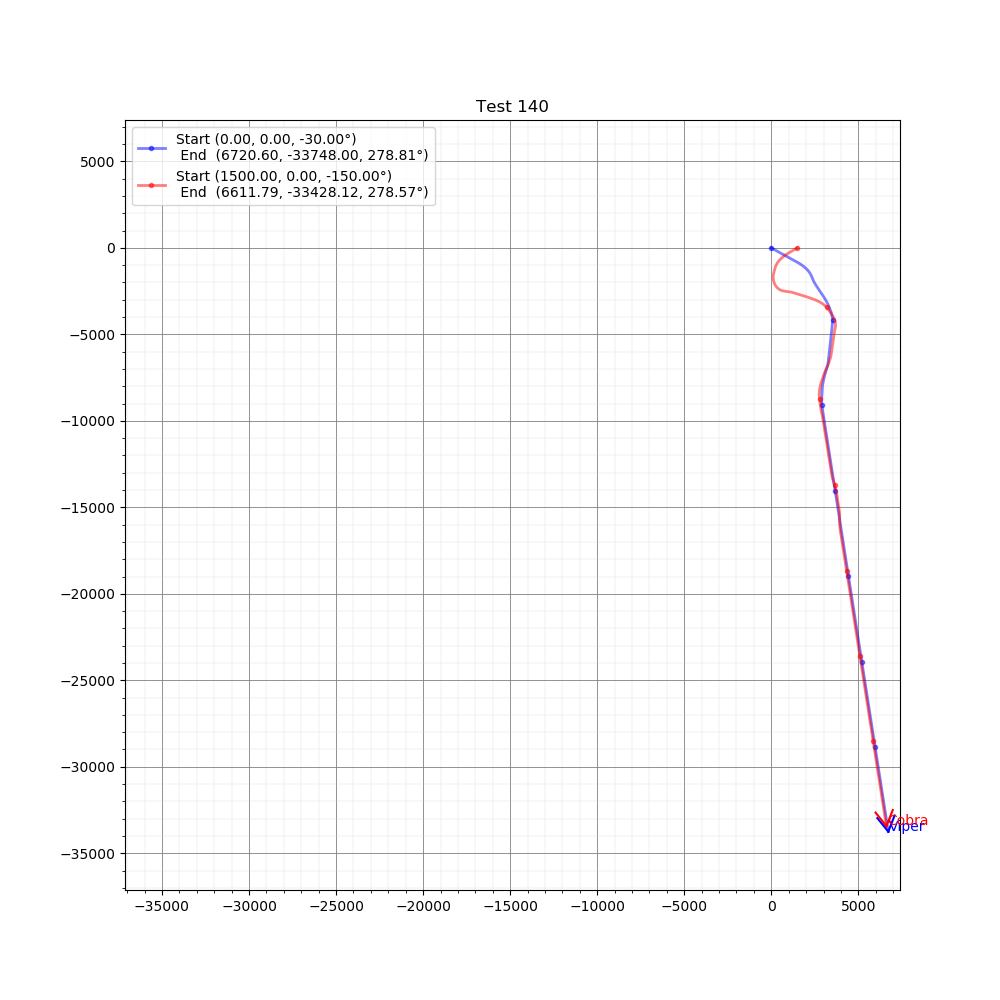 Test 140
Start (0.00, 0.00, -30.00°)
End (6720.60, -33748.00, 278.81°)
Start (1500.00, 0.00, -150.00°)
End (6611.79, -33428.12, 278.57°)
5000
0
−5000
−10000
−15000
−20000
−25000
−30000
−35000
Cobra
Viper
−35000 −30000 −25000 −20000 −15000 −10000 −5000 0 5000